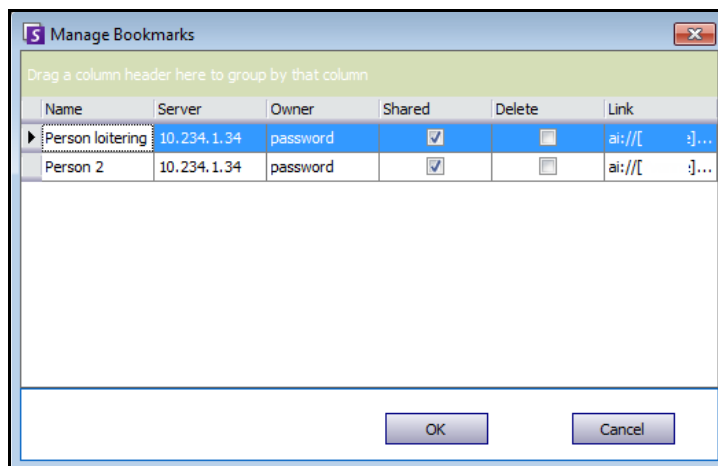 S Manage Bookmarks
Drag a column header here to group by that column
Name Server Owner Shared Delete Link
Person loitering 10.234.1.34 password ai://[ :]...
Person 2 10.234.1.34 password ai://[ :]...
OK Cancel